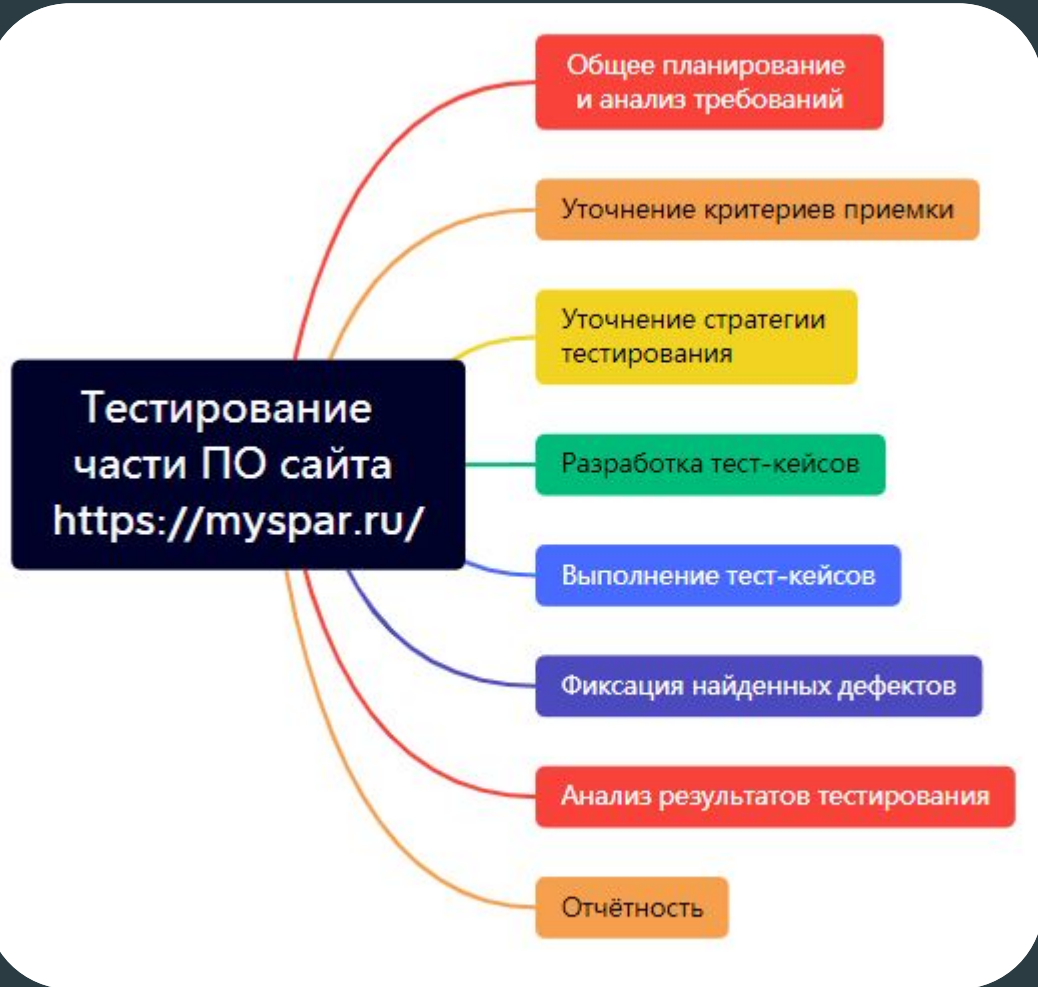 Общее планирование
и анализ требований
Уточнение критериев приемки
Уточнение стратегии
тестирования
Тестирование
части ПО сайта
https://myspar.ru/
Разработка тест-кейсов
Выполнение тест-кейсов
Фиксация найденных дефектов
Анализ результатов тестирования
Отчётность